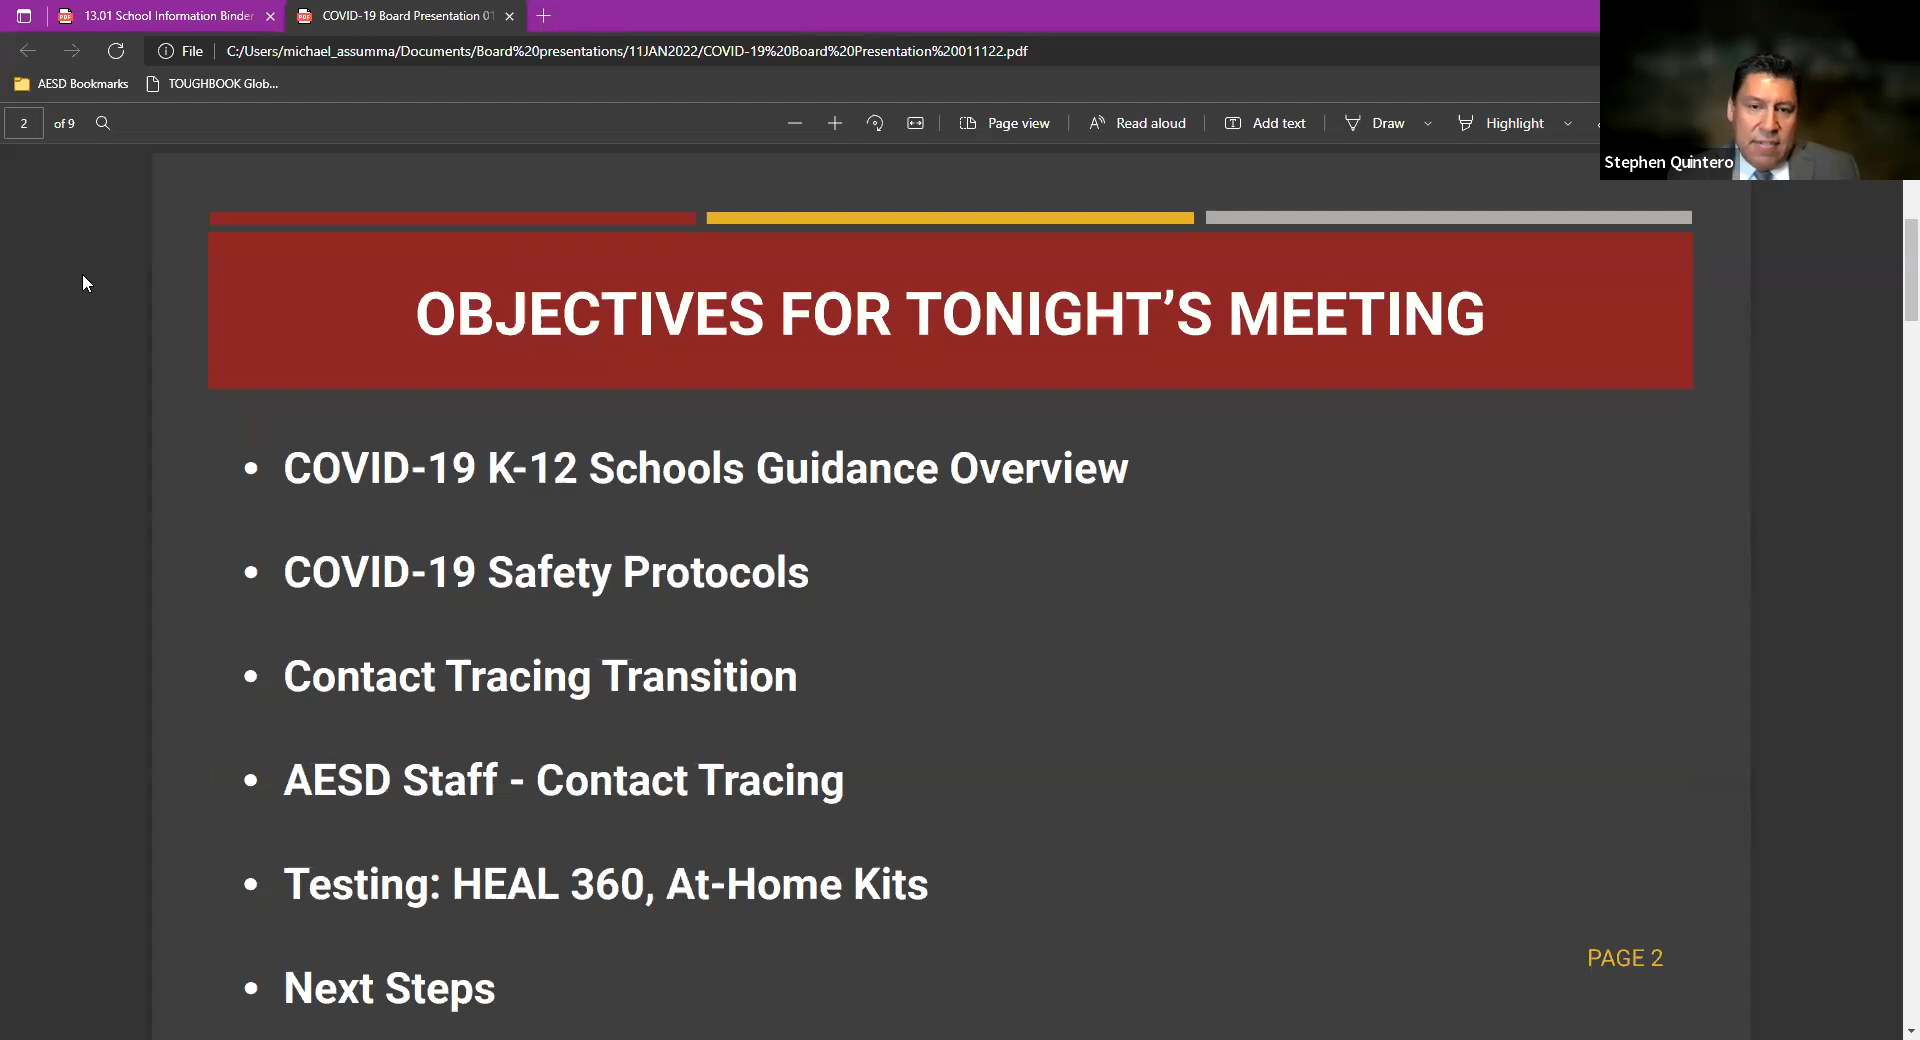 13.01 School Information Binder
COVID-19 Board Presentation 01
File
C:/Users/michael_assumma/Documents/Board%20presentations/11JAN2022/COVID-19%20Board%20Presentation%20011122.pdf
AESD Bookmarks
TOUGHBOOK Glob...
2 of 9
Page view
Read aloud
Add text
Draw
Highlight
Stephen Quintero
OBJECTIVES FOR TONIGHT’S MEETING
• COVID-19 K-12 Schools Guidance Overview
• COVID-19 Safety Protocols
• Contact Tracing Transition
• AESD Staff - Contact Tracing
• Testing: HEAL 360, At-Home Kits
PAGE 2
• Next Steps